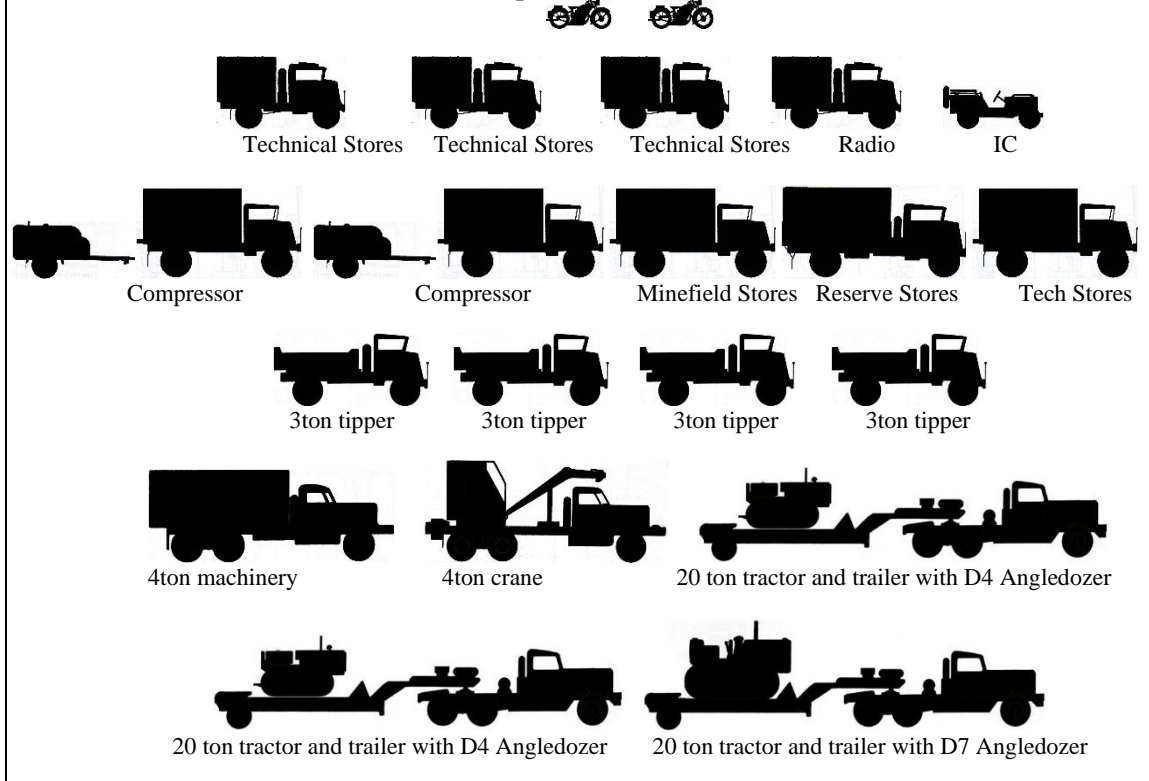 Technical Stores Technical Stores Technical Stores Radio IC
Compressor Compressor Minefield Stores Reserve Stores Tech Stores
3ton tipper 3ton tipper 3ton tipper 3ton tipper
4ton machinery 4ton crane 20 ton tractor and trailer with D4 Angledozer
20 ton tractor and trailer with D4 Angledozer 20 ton tractor and trailer with D7 Angledozer